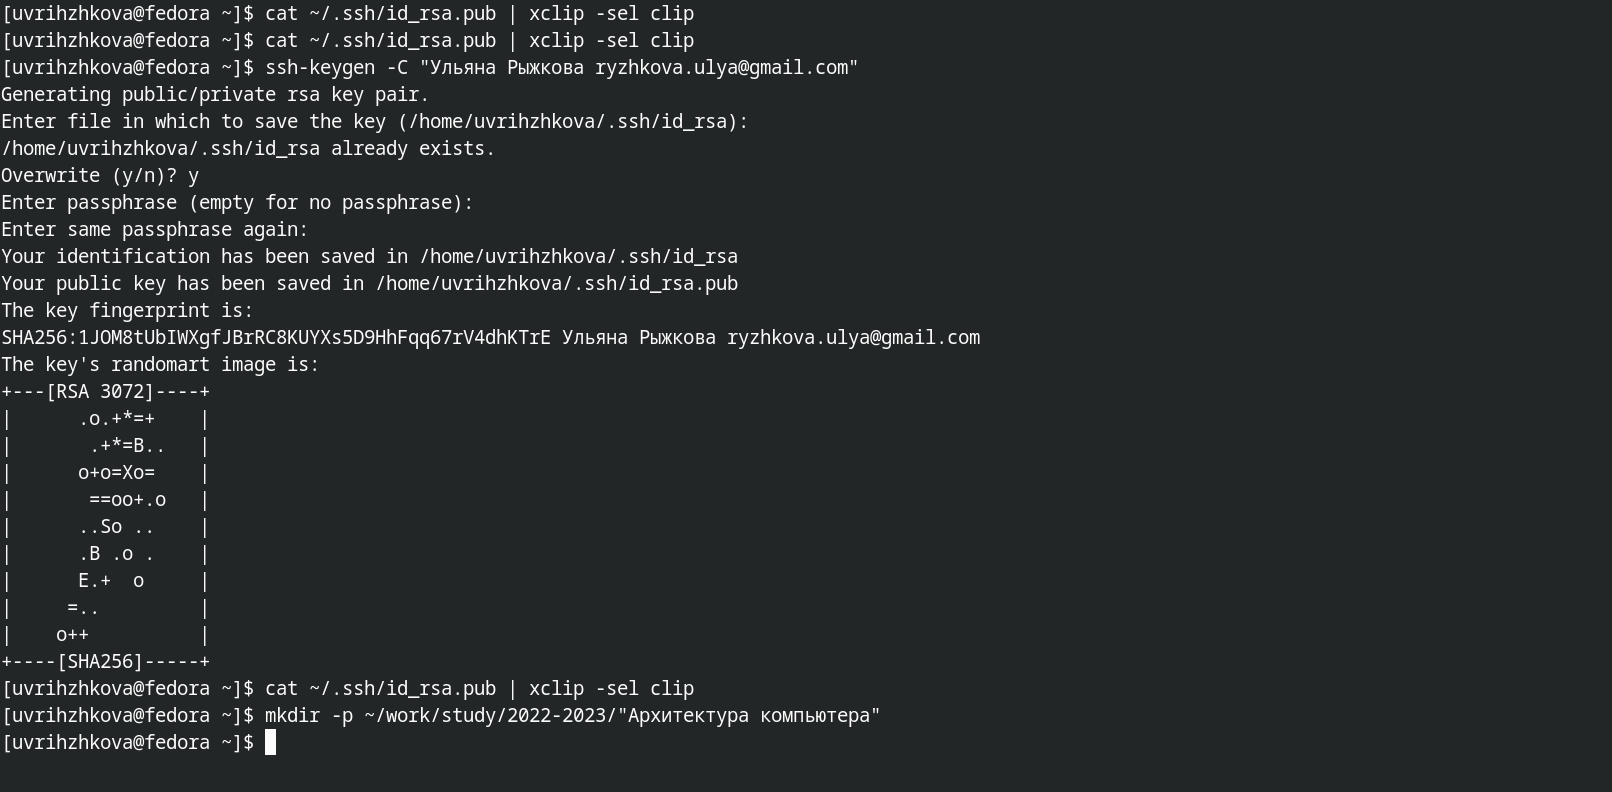 [uvrihzhkova@fedora ~]$ cat ~/.ssh/id_rsa.pub | xclip -sel clip
[uvrihzhkova@fedora ~]$ cat ~/.ssh/id_rsa.pub | xclip -sel clip
[uvrihzhkova@fedora ~]$ ssh-keygen -C "Ульяна Рыжкова ryzhkova.ulya@gmail.com"
Generating public/private rsa key pair.
Enter file in which to save the key (/home/uvrihzhkova/.ssh/id_rsa):
/home/uvrihzhkova/.ssh/id_rsa already exists.
Overwrite (y/n)? y
Enter passphrase (empty for no passphrase):
Enter same passphrase again:
Your identification has been saved in /home/uvrihzhkova/.ssh/id_rsa
Your public key has been saved in /home/uvrihzhkova/.ssh/id_rsa.pub
The key fingerprint is:
SHA256:1JOM8tUbIWXgfJBrRC8KUYXs5D9HhFqq67rV4dhKTrE Ульяна Рыжкова ryzhkova.ulya@gmail.com
The key's randomart image is:
+---[RSA 3072]----+
|      .o.+*=+    |
|       .+*=B..   |
|      o+o=Xo=    |
|       ==oo+.o   |
|      ..So ..    |
|      .B .o .    |
|      E.+  o     |
|     =..         |
|    o++          |
+----[SHA256]-----+
[uvrihzhkova@fedora ~]$ cat ~/.ssh/id_rsa.pub | xclip -sel clip
[uvrihzhkova@fedora ~]$ mkdir -p ~/work/study/2022-2023/"Архитектура компьютера"
[uvrihzhkova@fedora ~]$